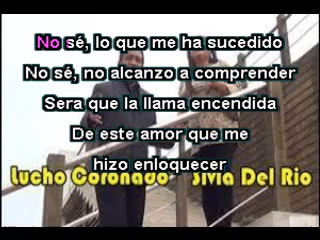 No sé, lo que me ha sucedido
No sé, no alcanzo a comprender
Sera que la llama encendida
De este amor que me
hizo enloquecer
Lucho Coronado Silvia Del Rio